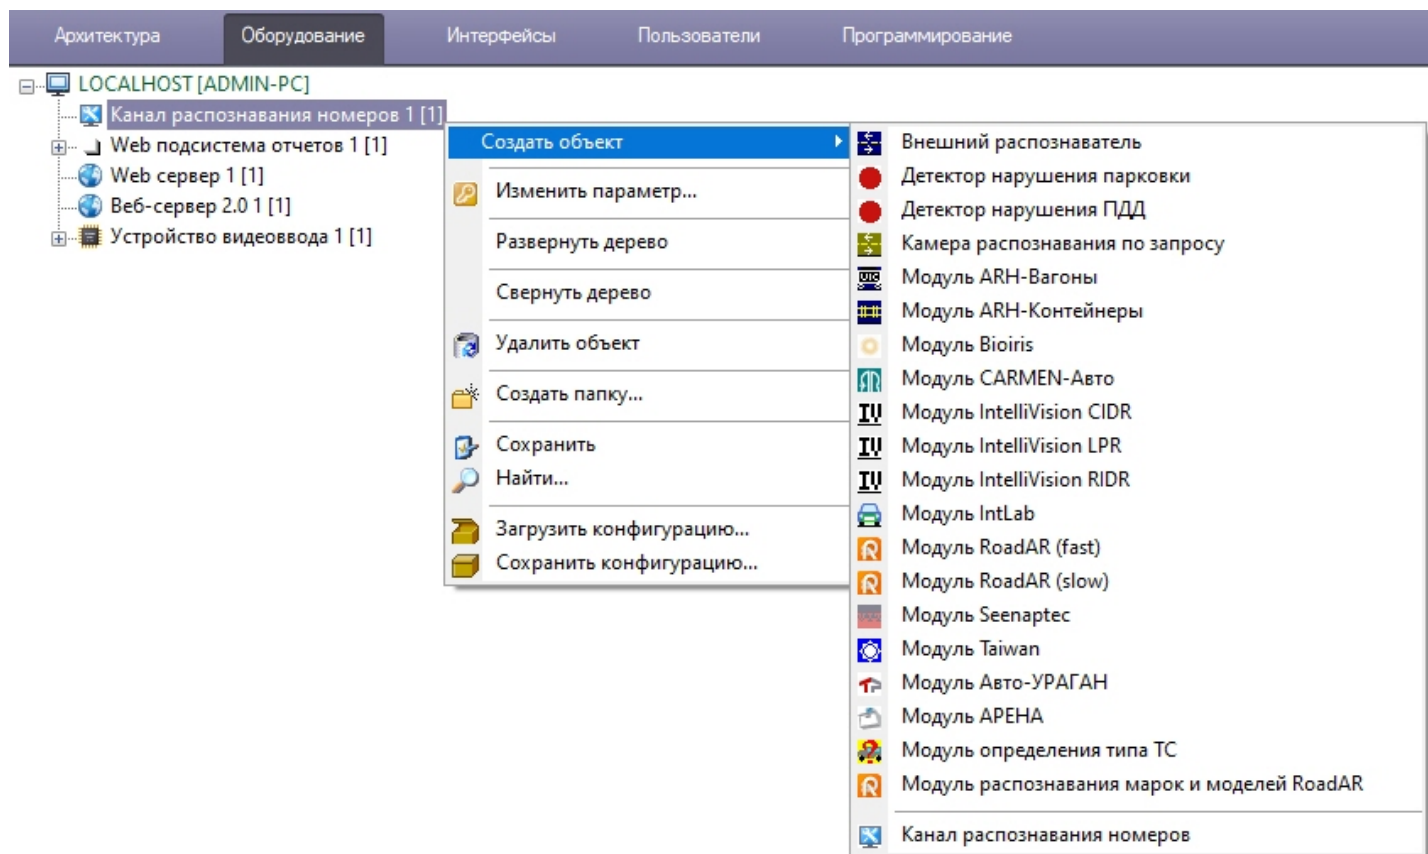 Архитектура
Оборудование
Интерфейсы
Пользователи
Программирование
LOCALHOST [ADMIN-PC]
Канал распознавания номеров 1 [1]
Web подсистема отчетов 1 [1]
Web сервер 1 [1]
Веб-сервер 2.0 1 [1]
Устройство видеоввода 1 [1]
Создать объект
Изменить параметр...
Развернуть дерево
Свернуть дерево
Удалить объект
Создать папку...
Сохранить
Найти...
Загрузить конфигурацию...
Сохранить конфигурацию...
Внешний распознаватель
Детектор нарушения парковки
Детектор нарушения ПДД
Камера распознавания по запросу
Модуль ARH-Вагоны
Модуль ARH-Контейнеры
Модуль Bioiris
Модуль CARMEN-Авто
Модуль IntelliVision CIDR
Модуль IntelliVision LPR
Модуль IntelliVision RIDR
Модуль IntLab
Модуль RoadAR (fast)
Модуль RoadAR (slow)
Модуль Seenaptec
Модуль Taiwan
Модуль Авто-УРАГАН
Модуль АРЕНА
Модуль определения типа ТС
Модуль распознавания марок и моделей RoadAR
Канал распознавания номеров